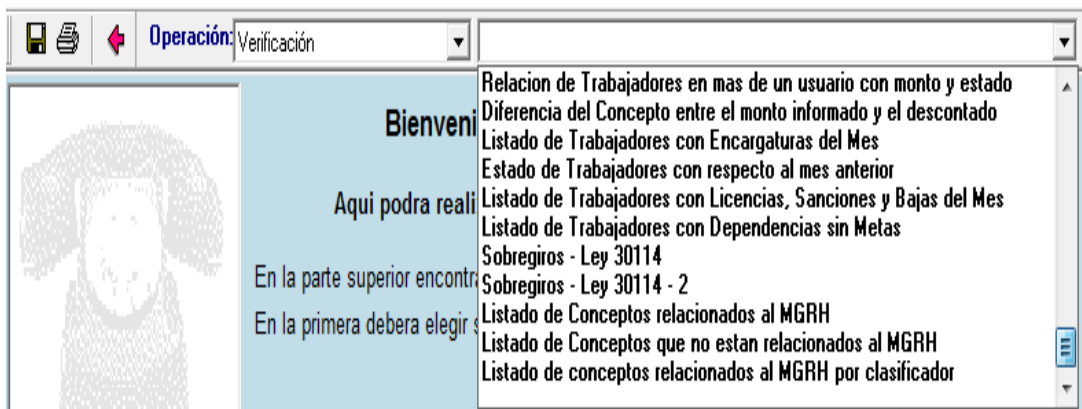 Operación: Verificación
Relacion de Trabajadores en mas de un usuario con monto y estado
Diferencia del Concepto entre el monto informado y el descontado
Listado de Trabajadores con Encargaturas del Mes
Estado de Trabajadores con respecto al mes anterior
Listado de Trabajadores con Licencias, Sanciones y Bajas del Mes
Listado de Trabajadores con Dependencias sin Metas
Sobregiros - Ley 30114
Sobregiros - Ley 30114 - 2
Listado de Conceptos relacionados al MGRH
Listado de Conceptos que no estan relacionados al MGRH
Listado de conceptos relacionados al MGRH por clasificador
Bienveni
Aqui podra reali
En la parte superior encontr
En la primera debera elegir